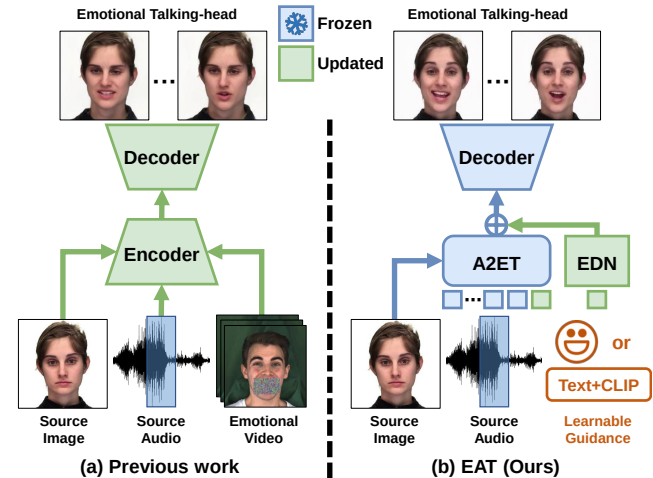 Emotional Talking-head
...
Decoder
Encoder
Source
Image
Source
Audio
Emotional
Video
(a) Previous work
Frozen
Updated
Emotional Talking-head
...
Decoder
A2ET
EDN
...
or
Text+CLIP
Source
Image
Source
Audio
Learnable
Guidance
(b) EAT (Ours)